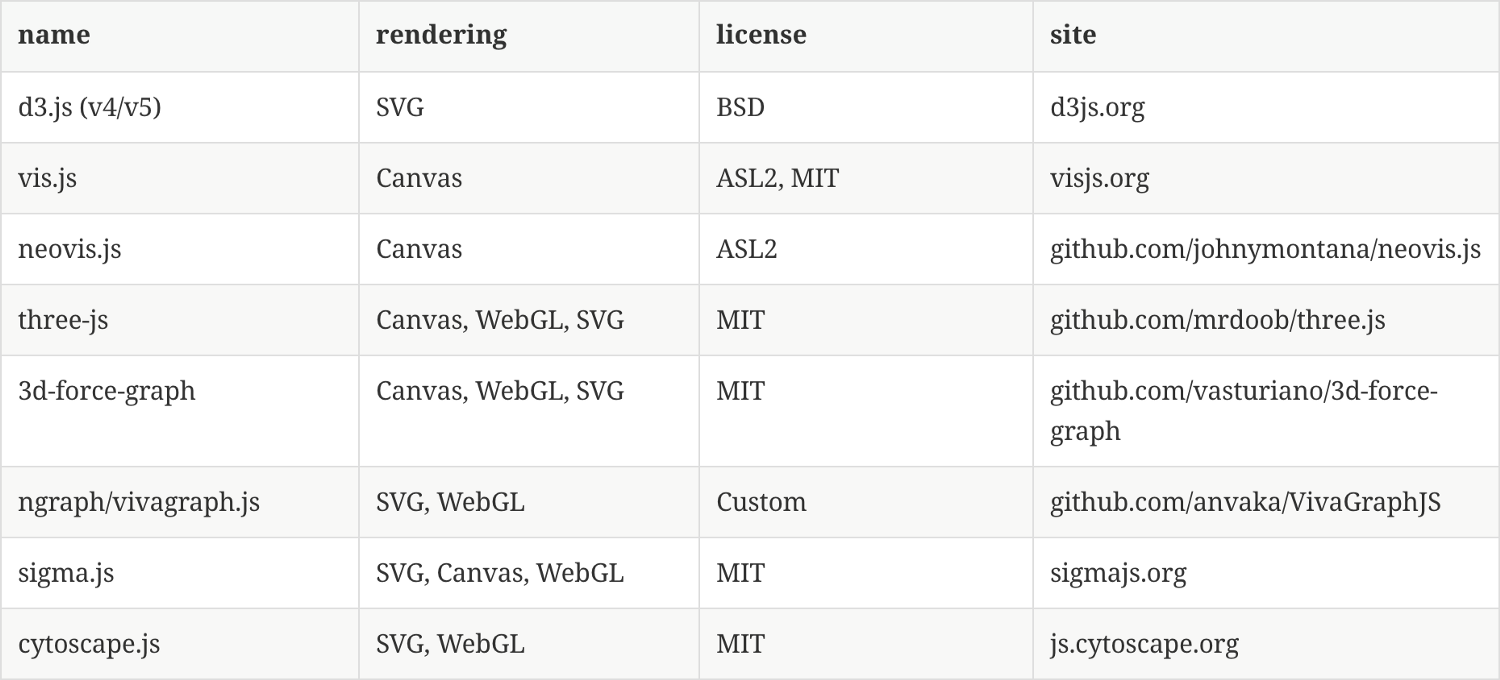 name rendering license site
d3.js (v4/v5) SVG BSD d3js.org
vis.js Canvas ASL2, MIT visjs.org
neovis.js Canvas ASL2 github.com/johnymontana/neovis.js
three-js Canvas, WebGL, SVG MIT github.com/mrdoob/three.js
3d-force-graph Canvas, WebGL, SVG MIT github.com/vasturiano/3d-force-
graph
ngraph/vivagraph.js SVG, WebGL Custom github.com/anvaka/VivaGraphJS
sigma.js SVG, Canvas, WebGL MIT sigmajs.org
cytoscape.js SVG, WebGL MIT js.cytoscape.org